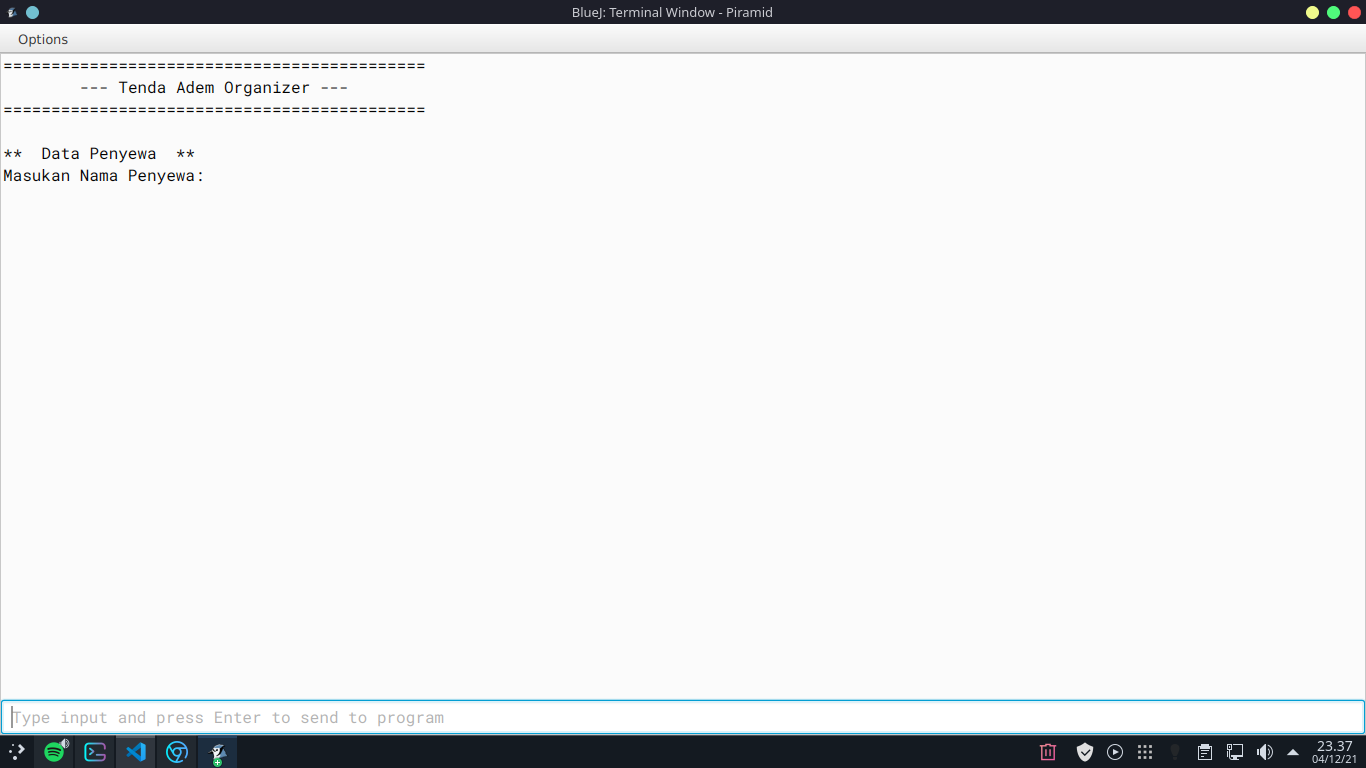 BlueJ: Terminal Window - Piramid
Options
============================================
--- Tenda Adem Organizer ---
============================================
** Data Penyewa **
Masukan Nama Penyewa:
Type input and press Enter to send to program
23.37
04/12/21